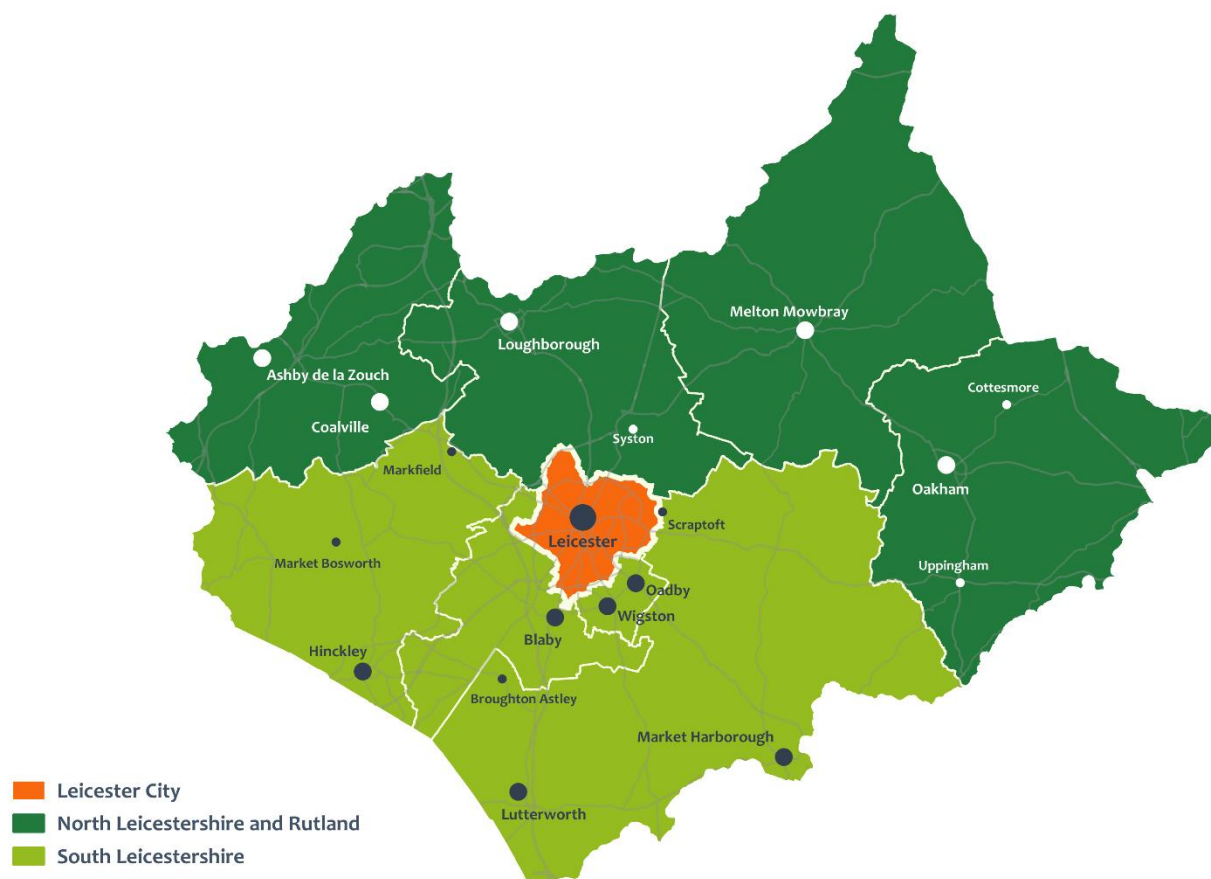 Melton Mowbray
Loughborough
Ashby de la Zouch
Cottesmore
Coalville
Syston
Markfield
Oakham
Scraptoft
Leicester
Market Bosworth
Uppingham
Oadby
Wigston
Blaby
Hinckley
Broughton Astley
Market Harborough
Lutterworth
Leicester City
North Leicestershire and Rutland
South Leicestershire